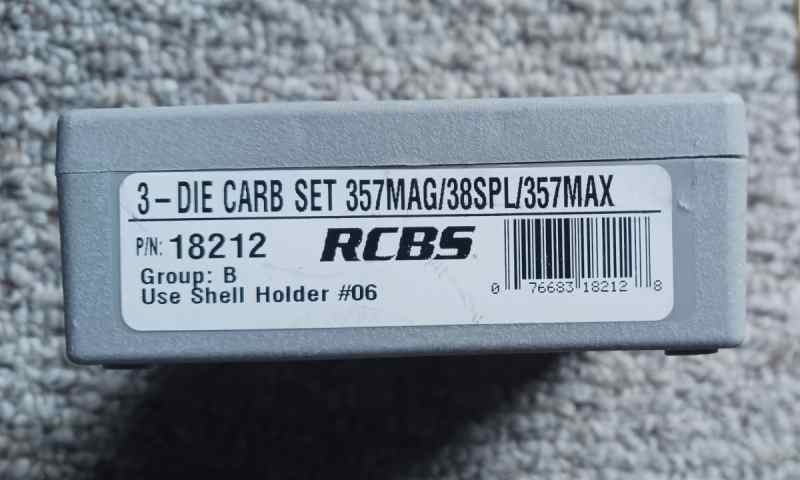 3-DIE CARB SET 357MAG/38SPL/357MAX
P/N: 18212
RCBS
Group: B
Use Shell Holder #06
0 76683 18212 8